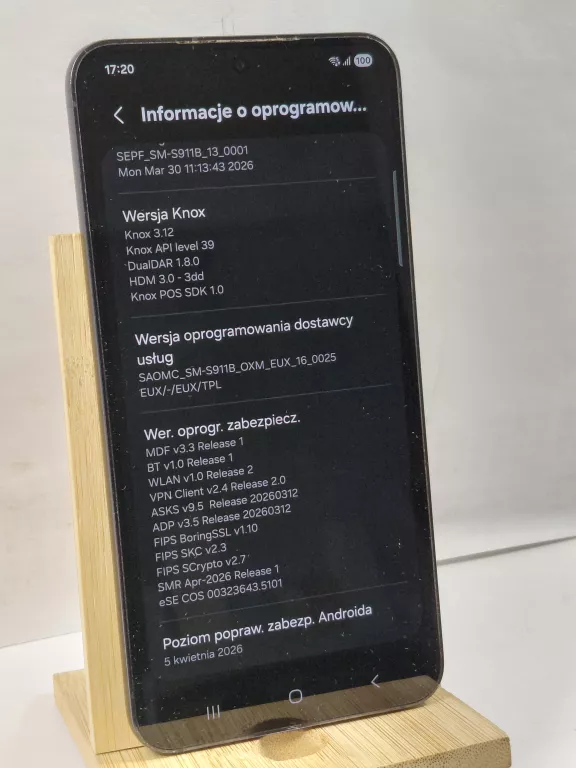 17:20
100
Informacje o oprogramow...
SEPF_SM-S911B_13_0001
Mon Mar 30 11:13:43 2026
Wersja Knox
Knox 3.12
Knox API level 39
DualDAR 1.8.0
HDM 3.0 - 3dd
Knox POS SDK 1.0
Wersja oprogramowania dostawcy
usług
SAOMC_SM-S911B_OXM_EUX_16_0025
EUX/-/EUX/TPL
Wer. oprogr. zabezpiecz.
MDF v3.3 Release 1
BT v1.0 Release 1
WLAN v1.0 Release 2
VPN Client v2.4 Release 2.0
ASKS v9.5 Release 20260312
ADP v3.5 Release 20260312
FIPS BoringSSL v1.10
FIPS SKC v2.3
FIPS SCrypto v2.7
SMR Apr-2026 Release 1
eSE COS 00323643.5101
Poziom popraw. zabezp. Androida
5 kwietnia 2026